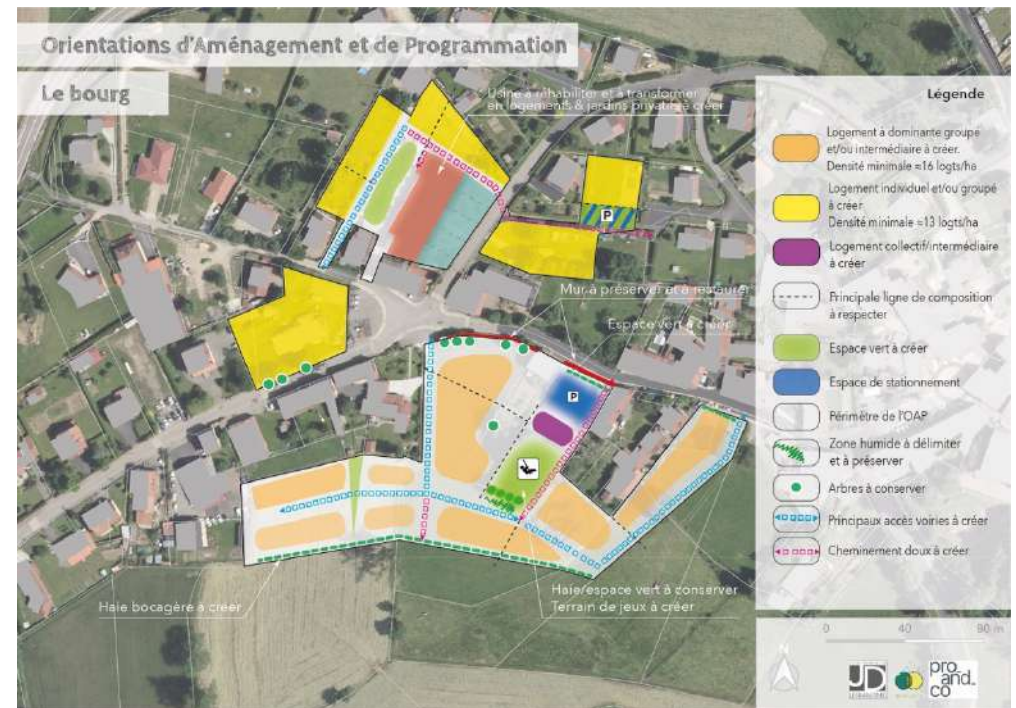 Orientations d'Aménagement et de Programmation
Le bourg
Usine à réhabiliter et à transformer
en logements & jardins privatifs à créer
Mur à préserver et à restaurer
Espace vert à créer
P
P
Haie bocagère à créer
Haie/espace vert à conserver
Terrain de jeux à créer
Légende
Logement à dominante groupé
et/ou intermédiaire à créer.
Densité minimale ≈16 logts/ha
Logement individuel et/ou groupé
à créer
Densité minimale ≈13 logts/ha
Logement collectif/intermédiaire
à créer
Principale ligne de composition
à respecter
Espace vert à créer
Espace de stationnement
Périmètre de l'OAP
Zone humide à délimiter
et à préserver
Arbres à conserver
Principaux accès voiries à créer
Cheminement doux à créer
0 40 80 m
N
JD
pro
and_
co